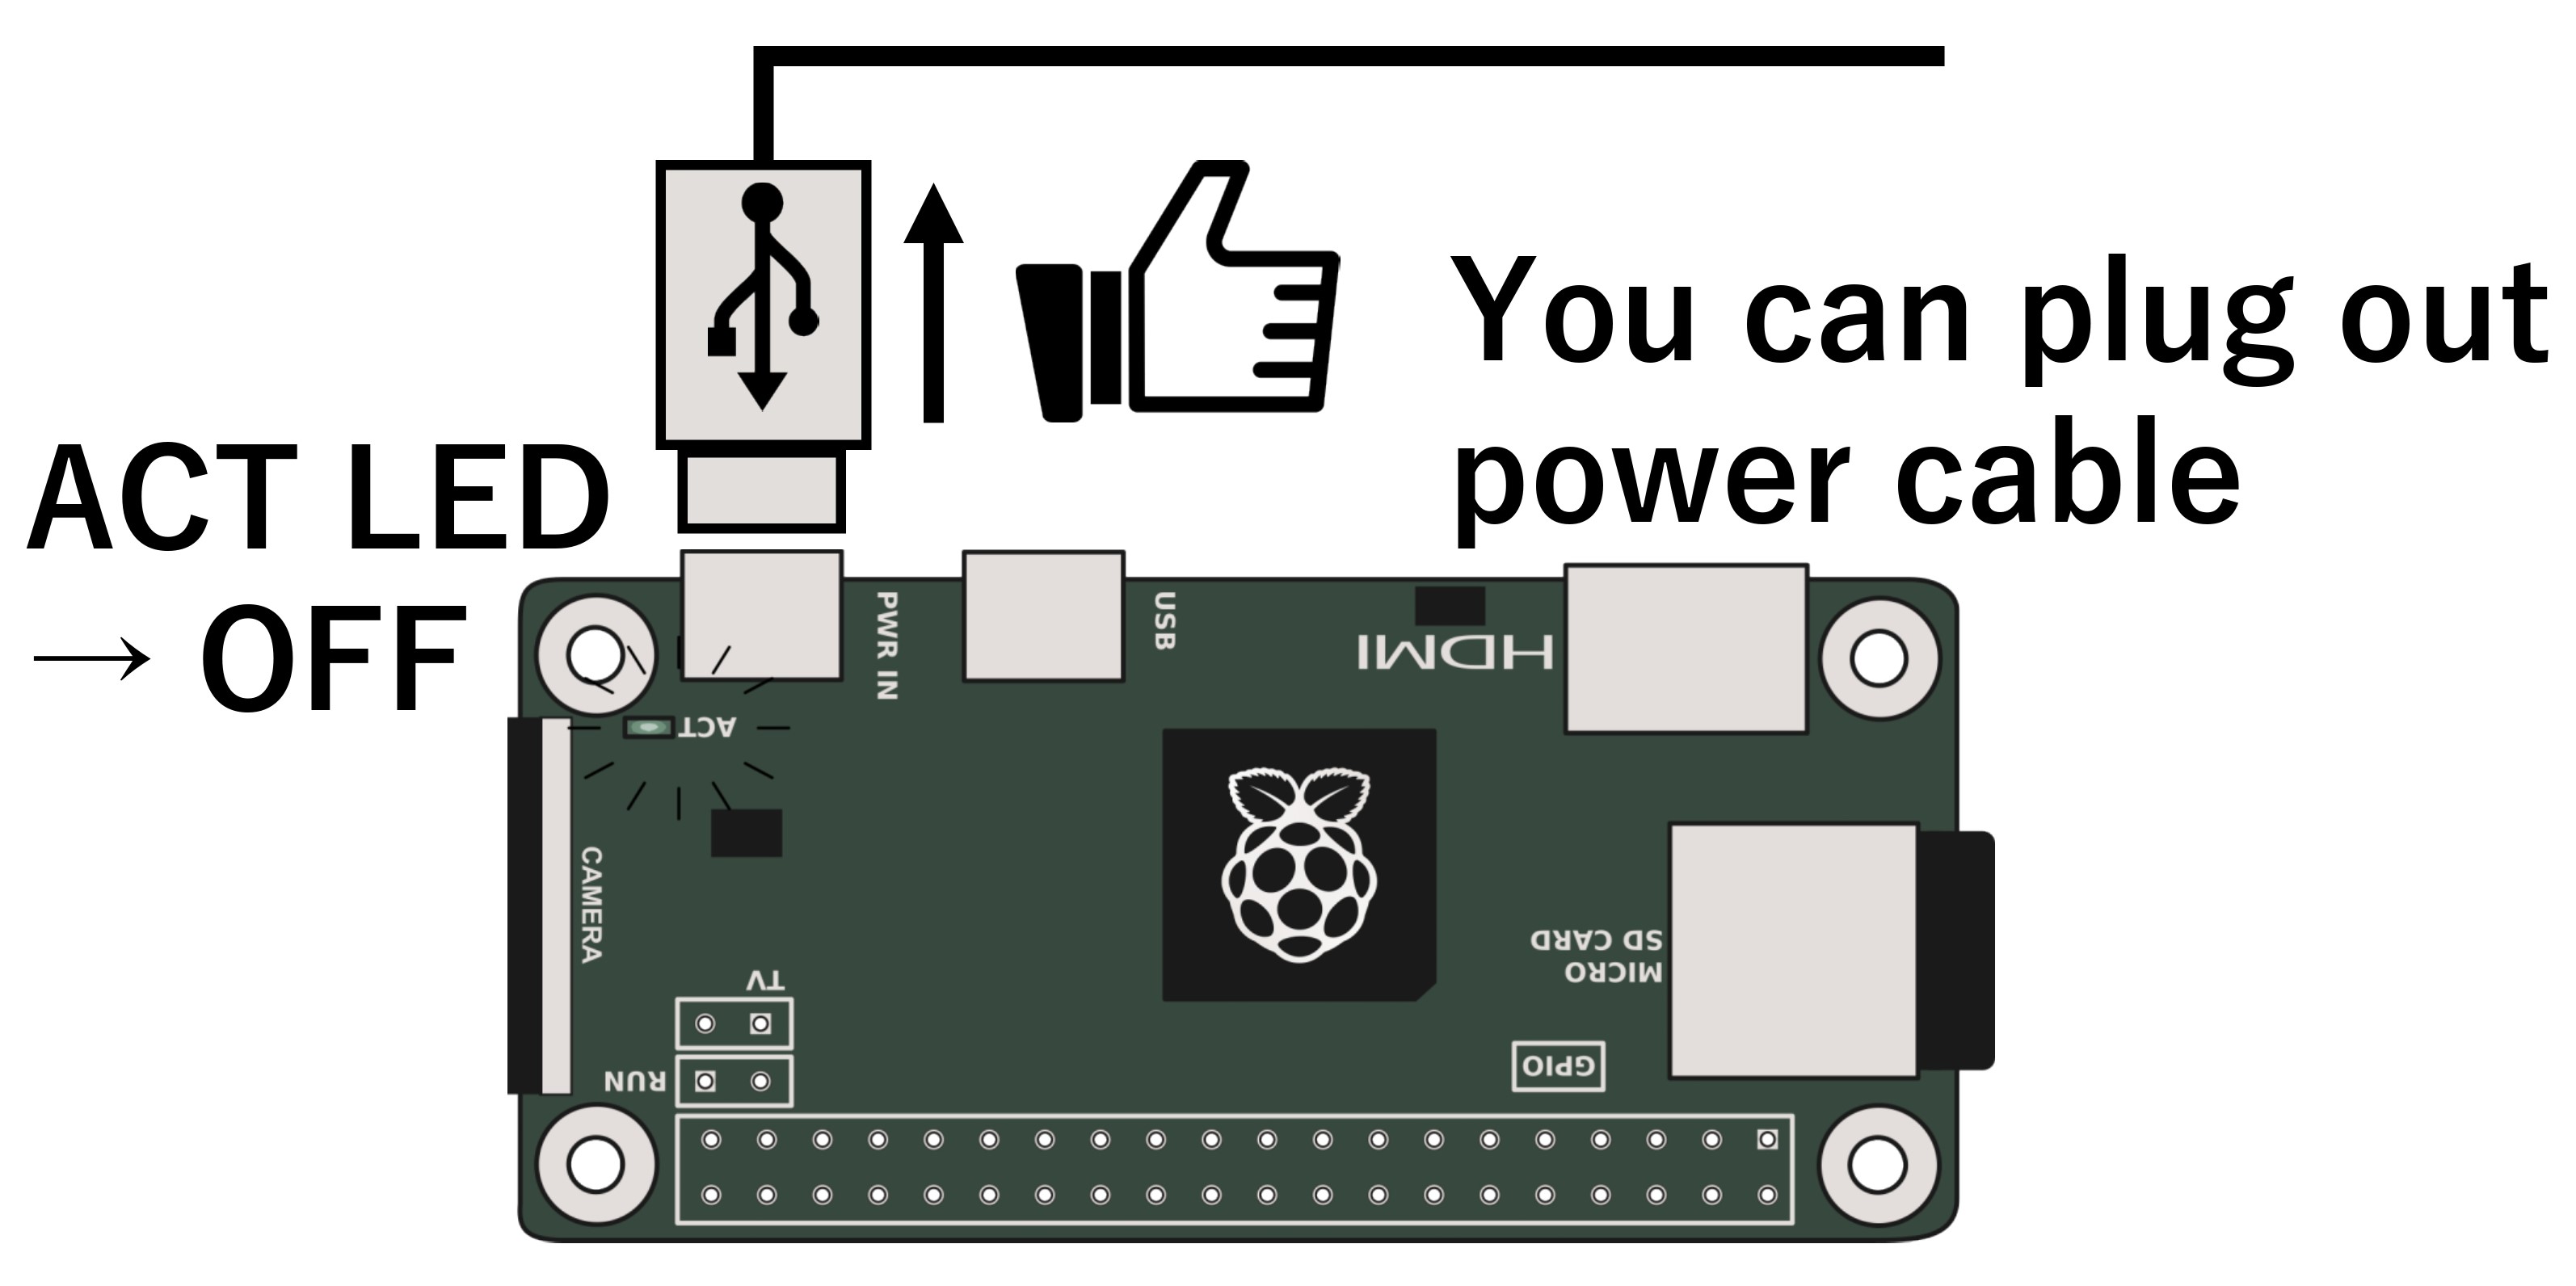 You can plug out
power cable
ACT LED
→ OFF
PWR IN
USB
HDMI
ACT
CAMERA
MICRO
SD CARD
TV
RUN
GPIO